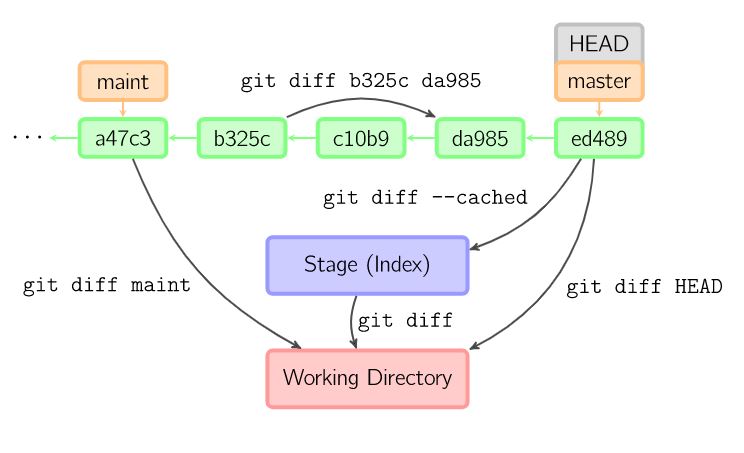 HEAD
maint
git diff b325c da985
master
...
a47c3
b325c
c10b9
da985
ed489
git diff --cached
Stage (Index)
git diff maint
git diff HEAD
git diff
Working Directory